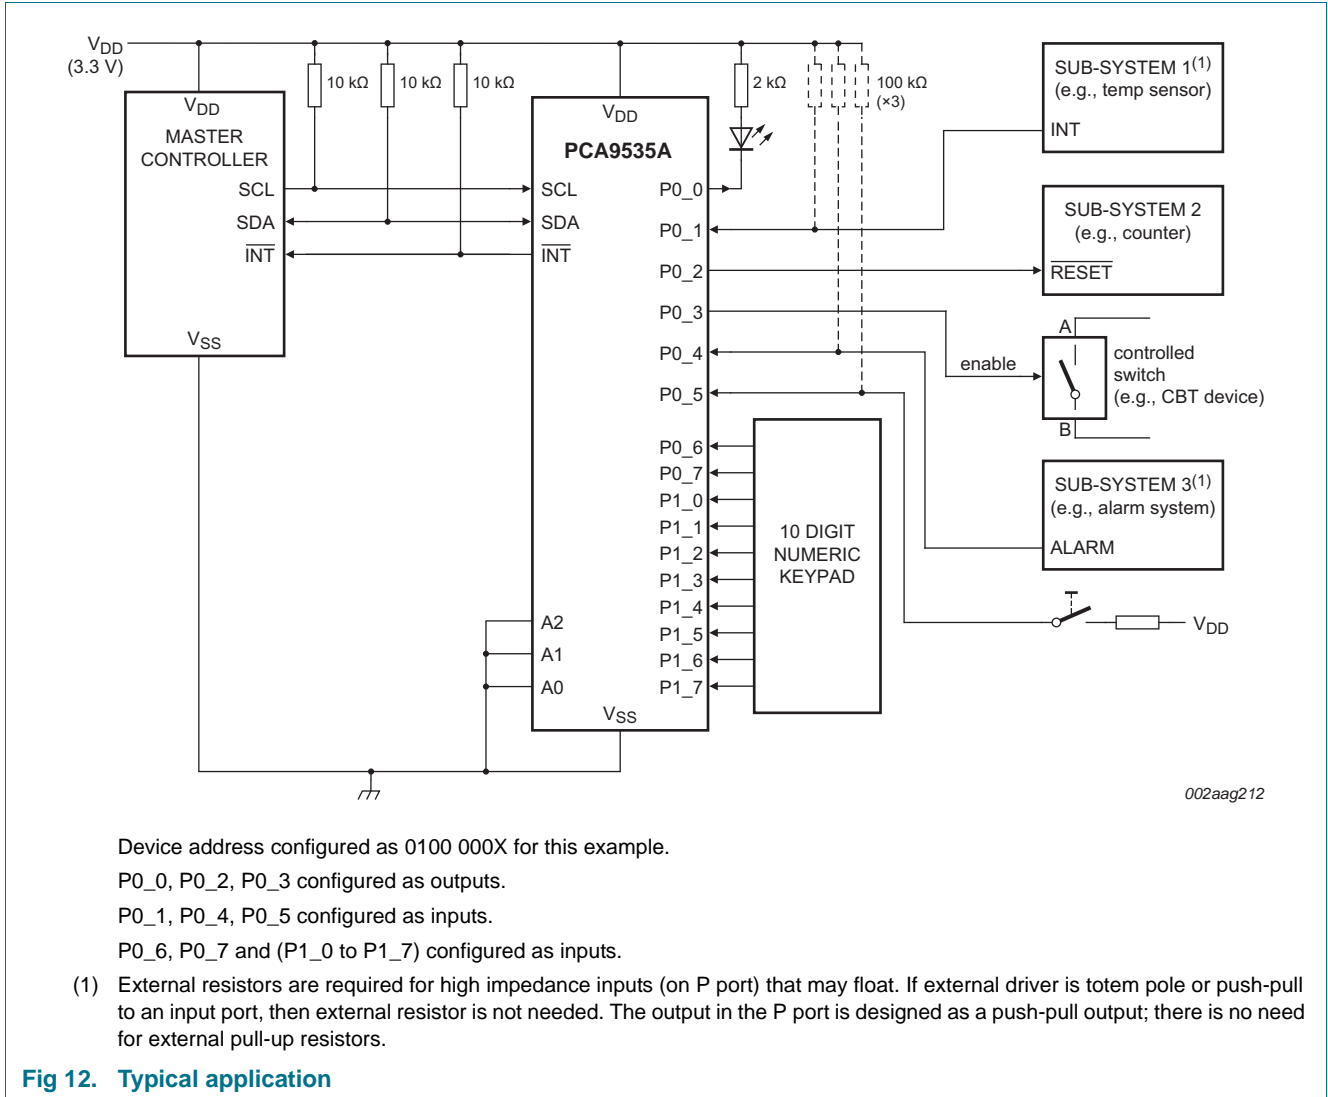 VDD
(3.3 V)
10 kΩ
10 kΩ
10 kΩ
2 kΩ
100 kΩ
(×3)
VDD
MASTER
CONTROLLER
SCL
SDA
INT
VSS
VDD
PCA9535A
SCL
SDA
INT
A2
A1
A0
VSS
P0_0
P0_1
P0_2
P0_3
P0_4
P0_5
P0_6
P0_7
P1_0
P1_1
P1_2
P1_3
P1_4
P1_5
P1_6
P1_7
10 DIGIT
NUMERIC
KEYPAD
SUB-SYSTEM 1(1)
(e.g., temp sensor)
INT
SUB-SYSTEM 2
(e.g., counter)
RESET
A
enable
controlled
switch
(e.g., CBT device)
B
SUB-SYSTEM 3(1)
(e.g., alarm system)
ALARM
VDD
002aag212
Device address configured as 0100 000X for this example.
P0_0, P0_2, P0_3 configured as outputs.
P0_1, P0_4, P0_5 configured as inputs.
P0_6, P0_7 and (P1_0 to P1_7) configured as inputs.
(1) External resistors are required for high impedance inputs (on P port) that may float. If external driver is totem pole or push-pull
to an input port, then external resistor is not needed. The output in the P port is designed as a push-pull output; there is no need
for external pull-up resistors.
Fig 12. Typical application